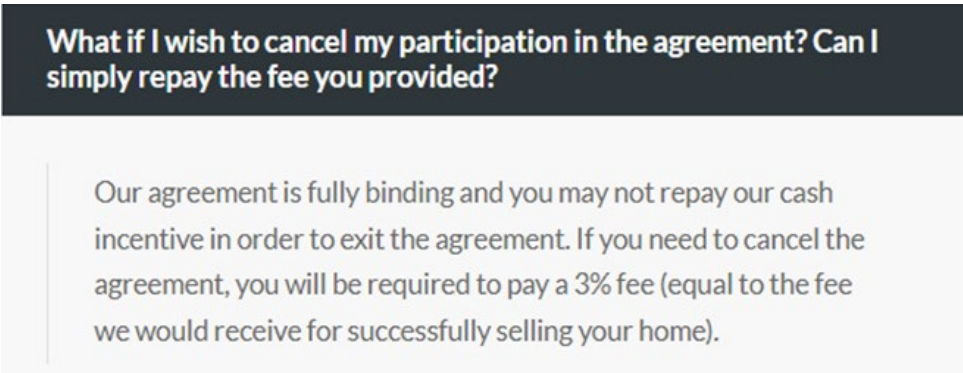 What if I wish to cancel my participation in the agreement? Can I
simply repay the fee you provided?
Our agreement is fully binding and you may not repay our cash
incentive in order to exit the agreement. If you need to cancel the
agreement, you will be required to pay a 3% fee (equal to the fee
we would receive for successfully selling your home).